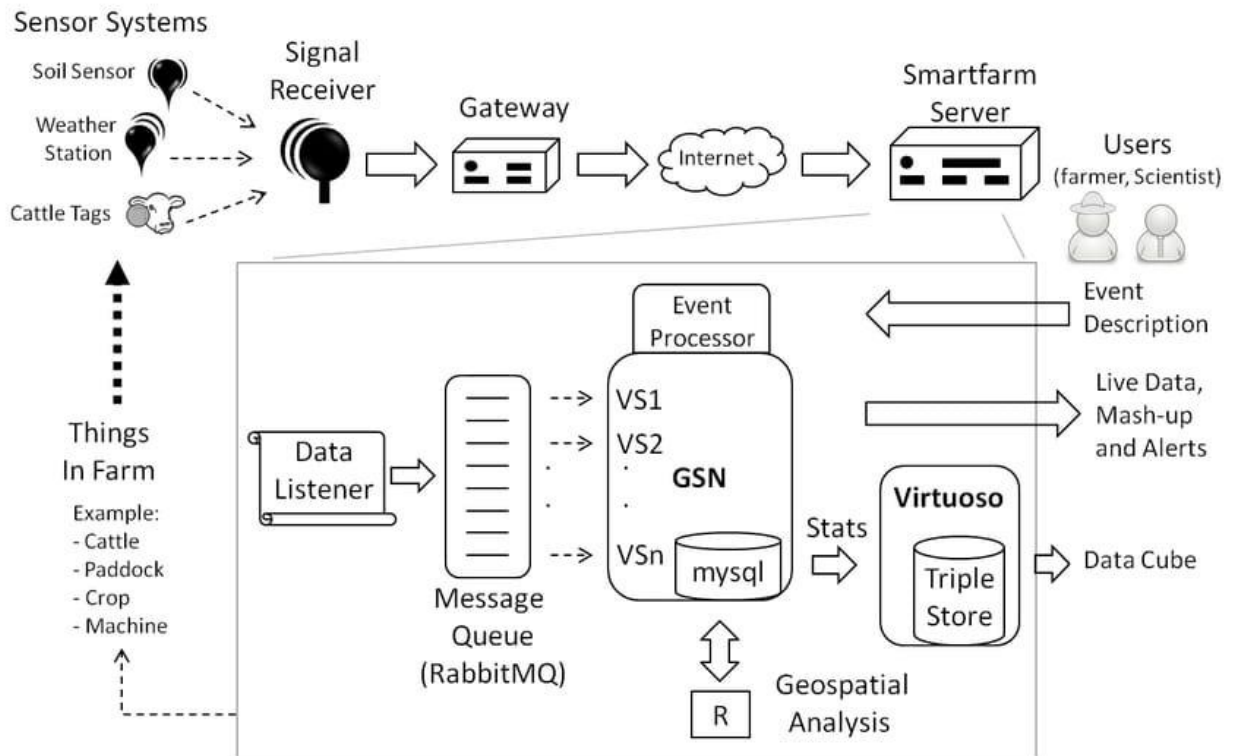 Sensor Systems
Soil Sensor
Weather
Station
Cattle Tags
Signal
Receiver
Gateway
Internet
Smartfarm
Server
Users
(farmer, Scientist)
Things
In Farm
Example:
- Cattle
- Paddock
- Crop
- Machine
Data
Listener
Message
Queue
(RabbitMQ)
Event
Processor
VS1
VS2
.
.
.
.
VSn
GSN
mysql
R
Geospatial
Analysis
Stats
Virtuoso
Triple
Store
Event
Description
Live Data,
Mash-up
and Alerts
Data Cube